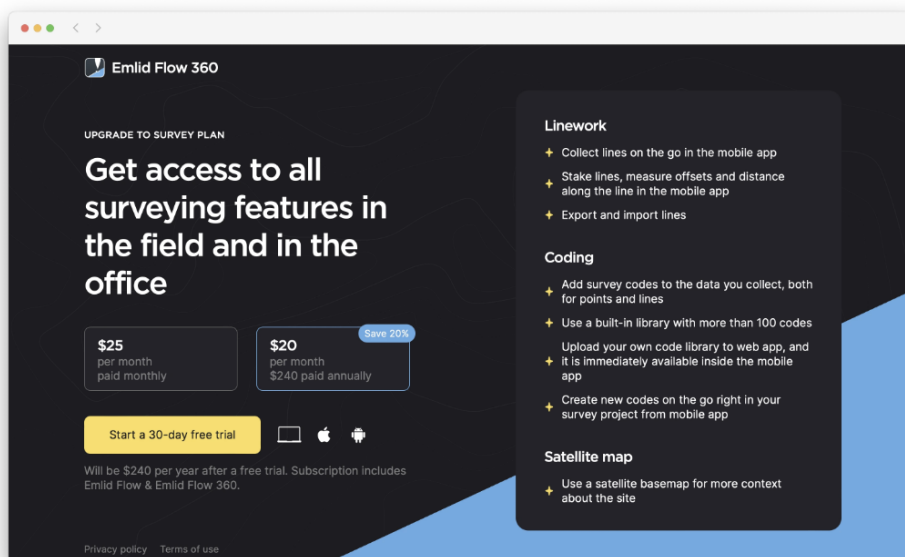 Emlid Flow 360
UPGRADE TO SURVEY PLAN
Get access to all
surveying features in
the field and in the
office
$25
per month
paid monthly
Save 20%
$20
per month
$240 paid annually
Start a 30-day free trial
Will be $240 per year after a free trial. Subscription includes
Emlid Flow & Emlid Flow 360.
Privacy policy
Terms of use
Linework
Collect lines on the go in the mobile app
Stake lines, measure offsets and distance
along the line in the mobile app
Export and import lines
Coding
Add survey codes to the data you collect, both
for points and lines
Use a built-in library with more than 100 codes
Upload your own code library to web app, and
it is immediately available inside the mobile
app
Create new codes on the go right in your
survey project from mobile app
Satellite map
Use a satellite basemap for more context
about the site